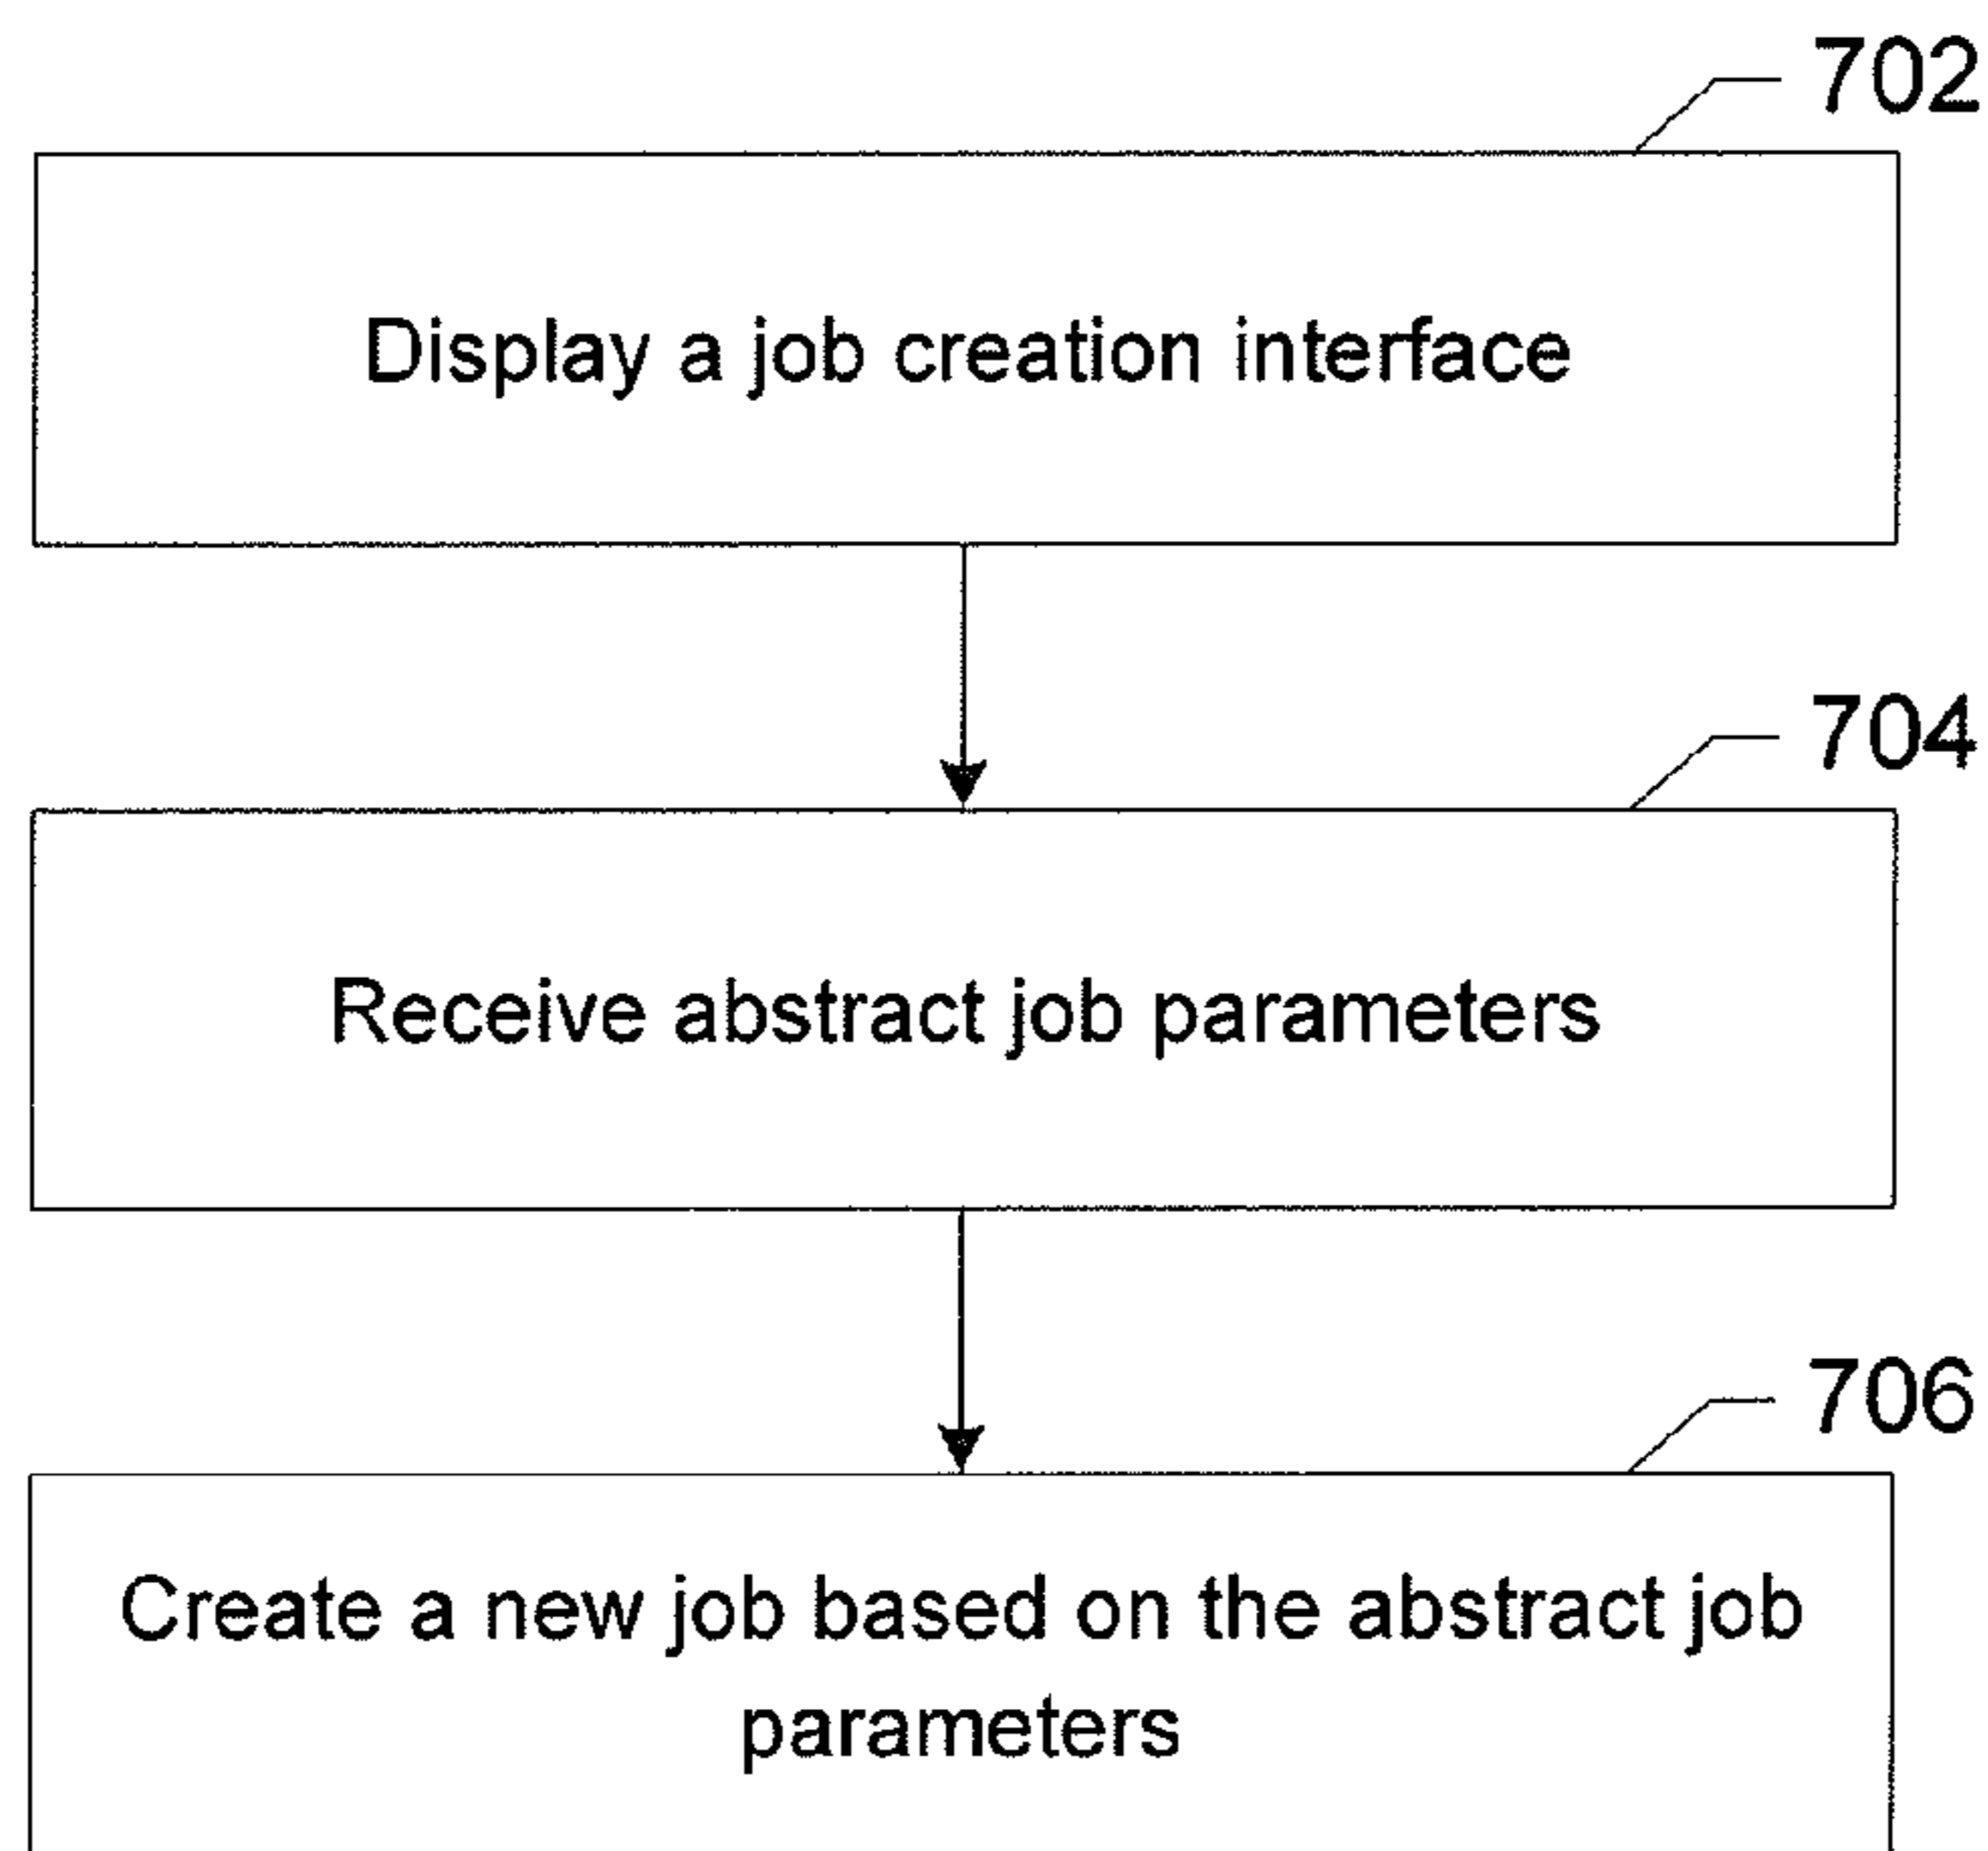 702
Display a job creation interface
704
Receive abstract job parameters
706
Create a new job based on the abstract job
parameters